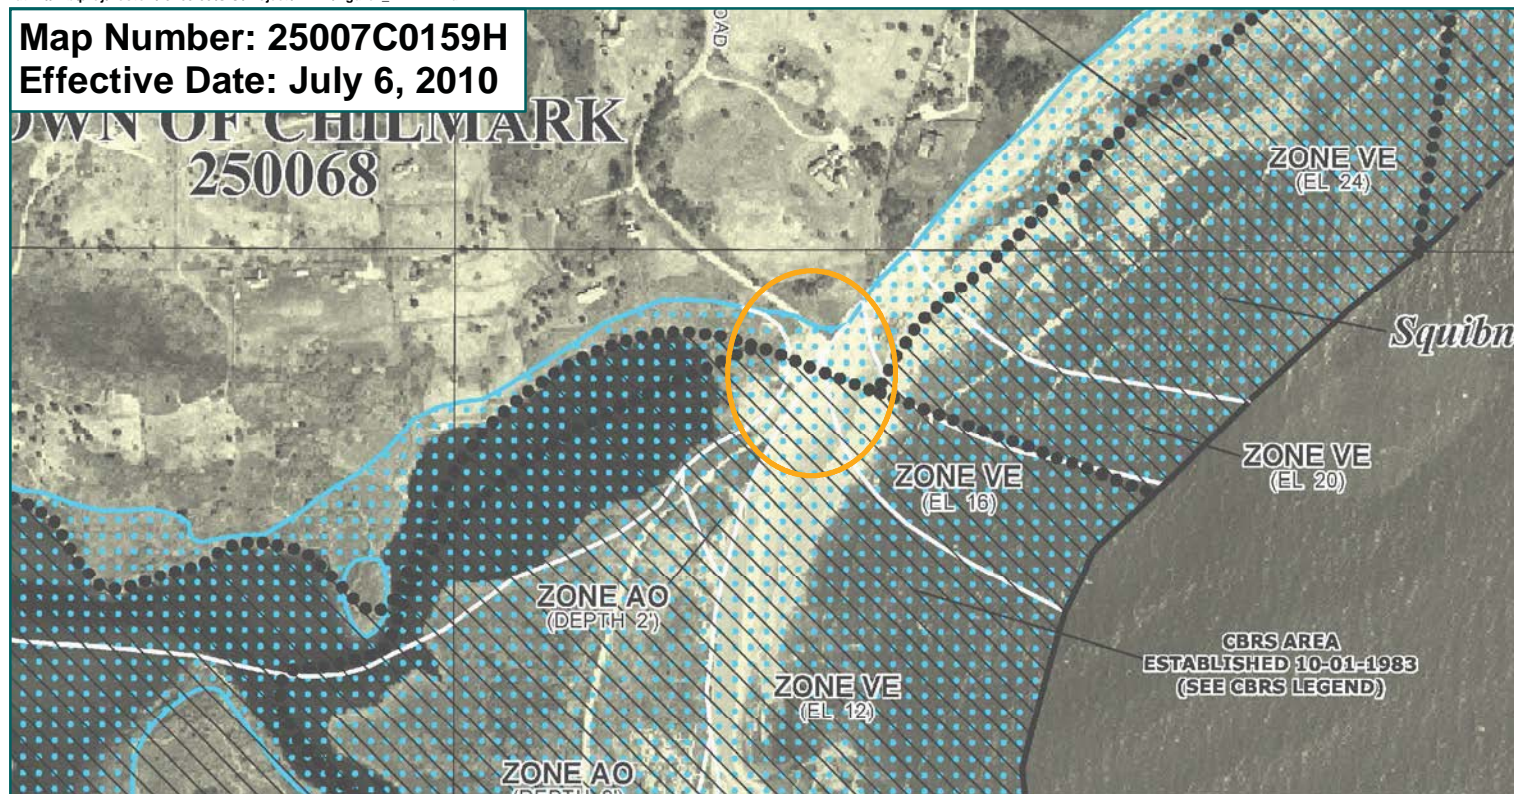 Map Number: 25007C0159H
Effective Date: July 6, 2010
OAD
OWN OF CHILMARK
250068
ZONE VE
(EL 24)
Squibn
ZONE VE
(EL 20)
ZONE VE
(EL 16)
ZONE AO
(DEPTH 2')
CBRS AREA
ESTABLISHED 10-01-1983
(SEE CBRS LEGEND)
ZONE VE
(EL 12)
ZONE AO